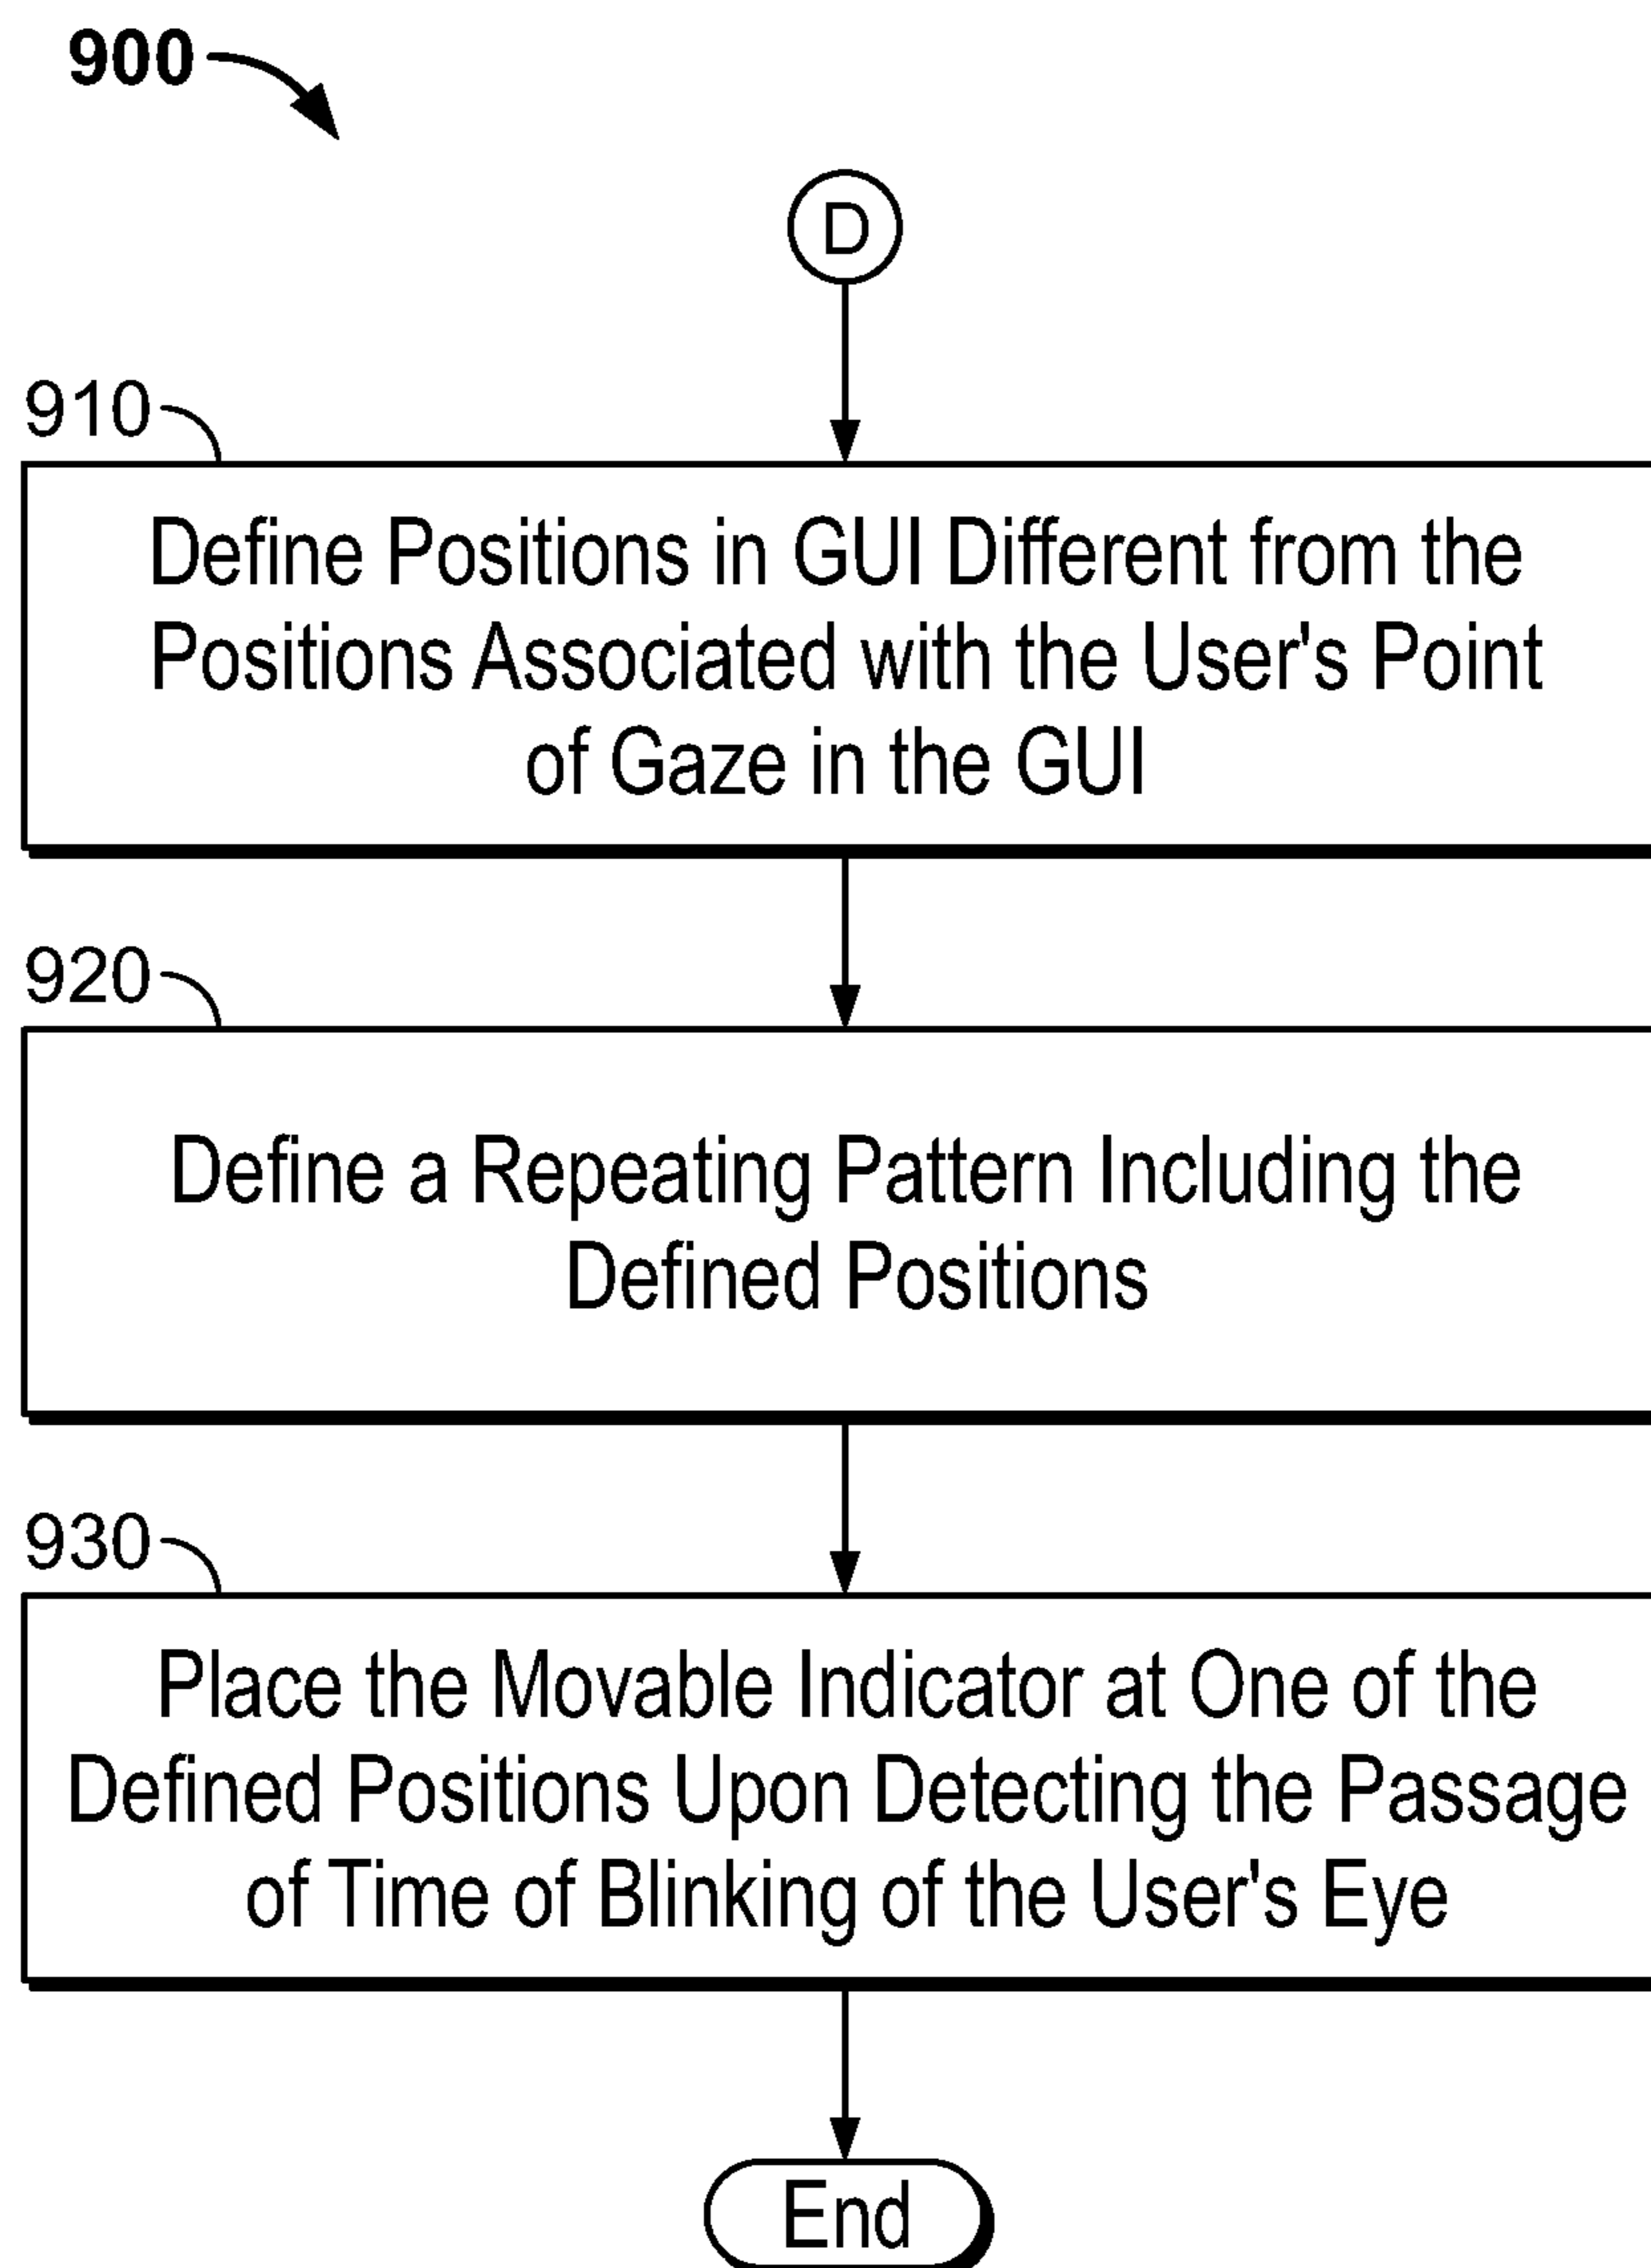 900
D
910
Define Positions in GUI Different from the
Positions Associated with the User's Point
of Gaze in the GUI
920
Define a Repeating Pattern Including the
Defined Positions
930
Place the Movable Indicator at One of the
Defined Positions Upon Detecting the Passage
of Time of Blinking of the User's Eye
End